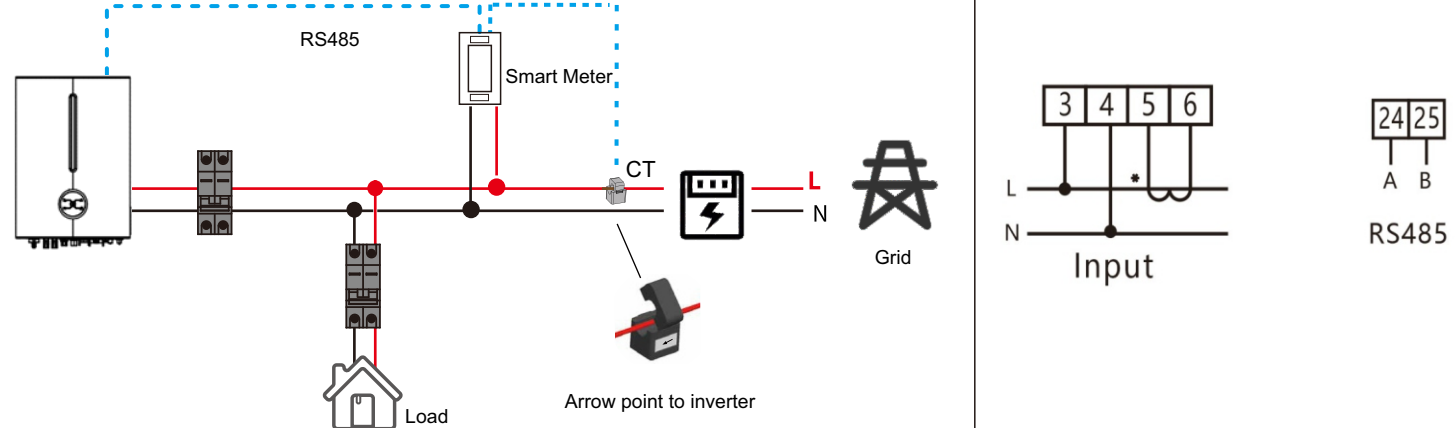 RS485
Smart Meter
CT
L
N
Grid
Load
Arrow point to inverter
3 4 5 6
L
*
N
Input
24 25
A B
RS485